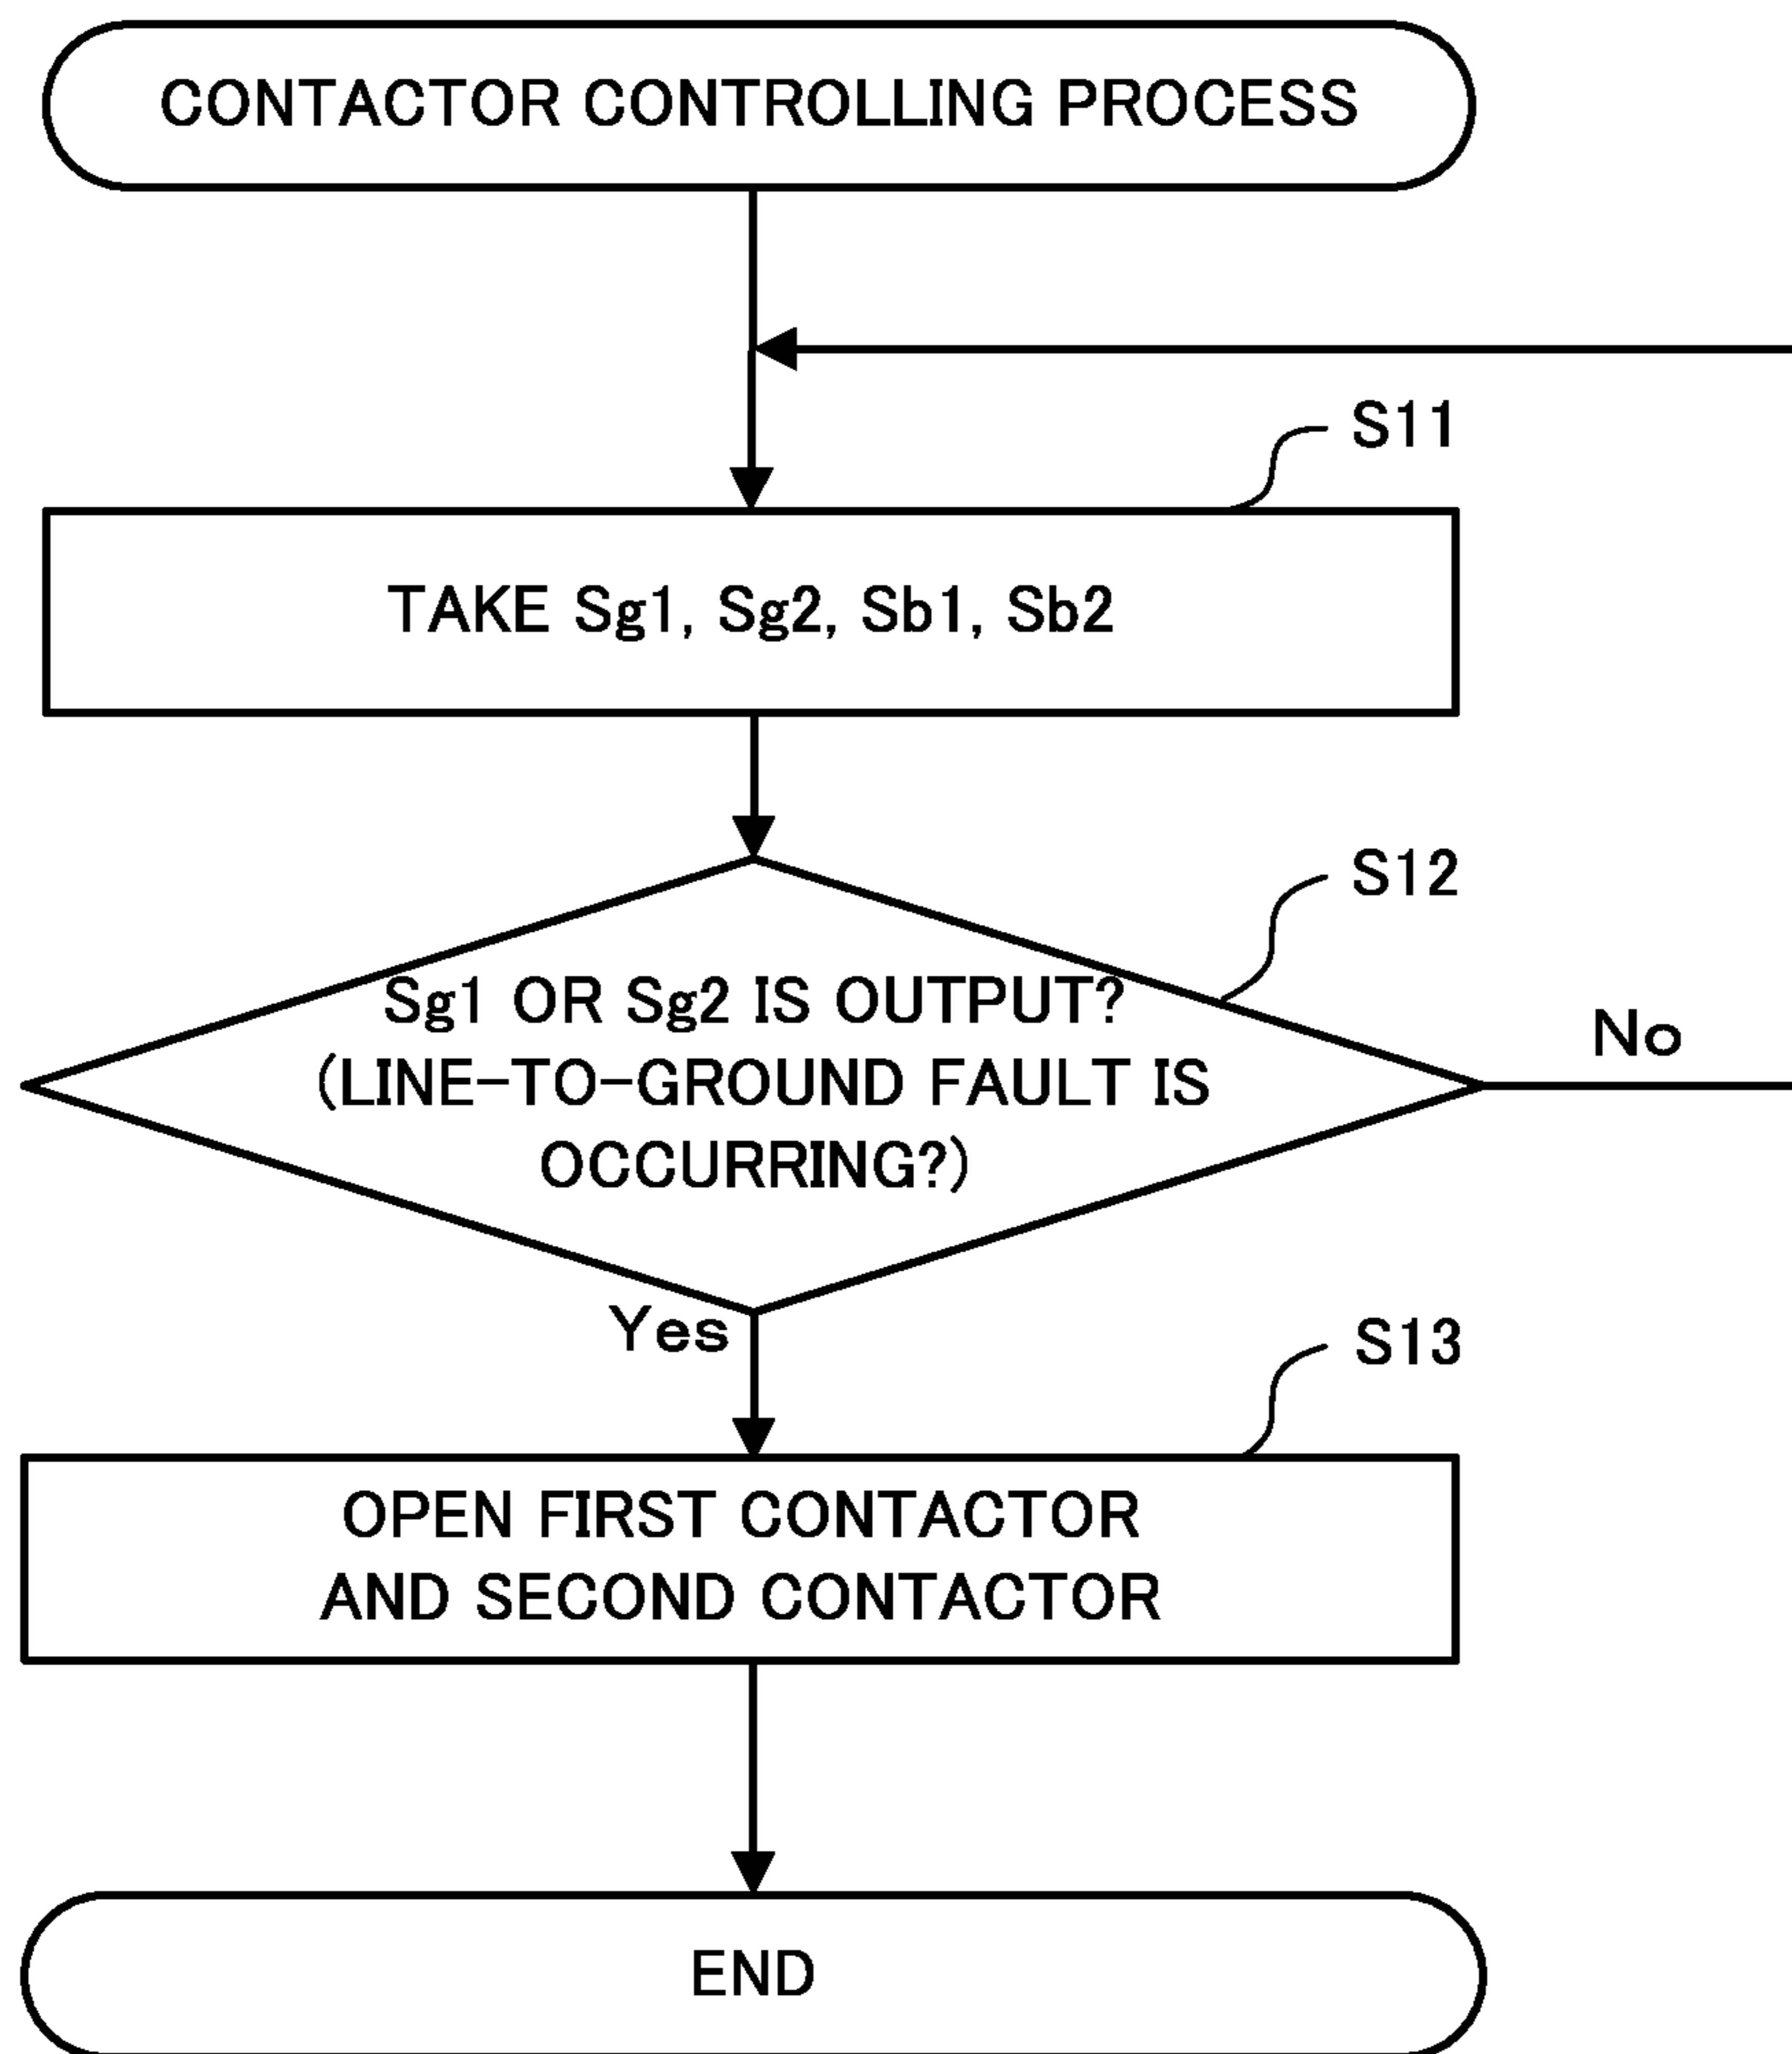 CONTACTOR CONTROLLING PROCESS
S11
TAKE Sg1, Sg2, Sb1, Sb2
S12
Sg1 OR Sg2 IS OUTPUT?
(LINE-TO-GROUND FAULT IS
OCCURRING?)
No
Yes
S13
OPEN FIRST CONTACTOR
AND SECOND CONTACTOR
END